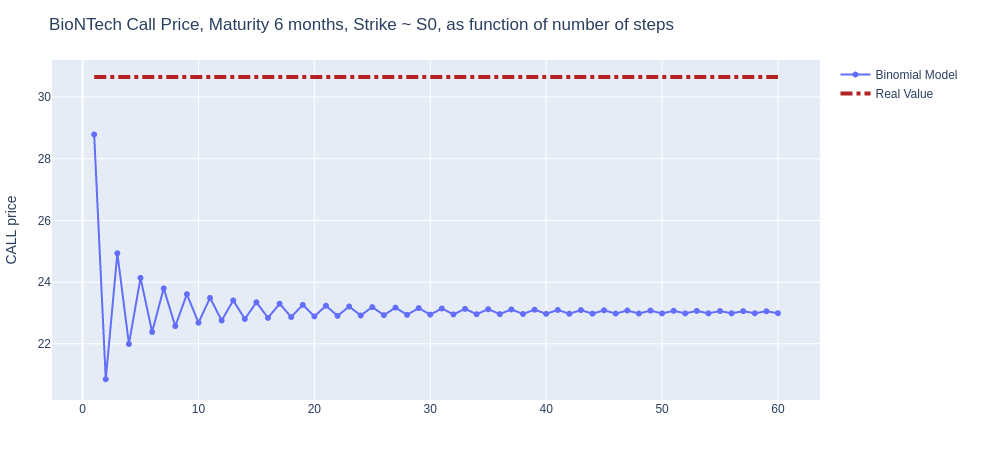 BioNTech Call Price, Maturity 6 months, Strike ~ S0, as function of number of steps
Binomial Model
Real Value
CALL price
30
28
26
24
22
0 10 20 30 40 50 60